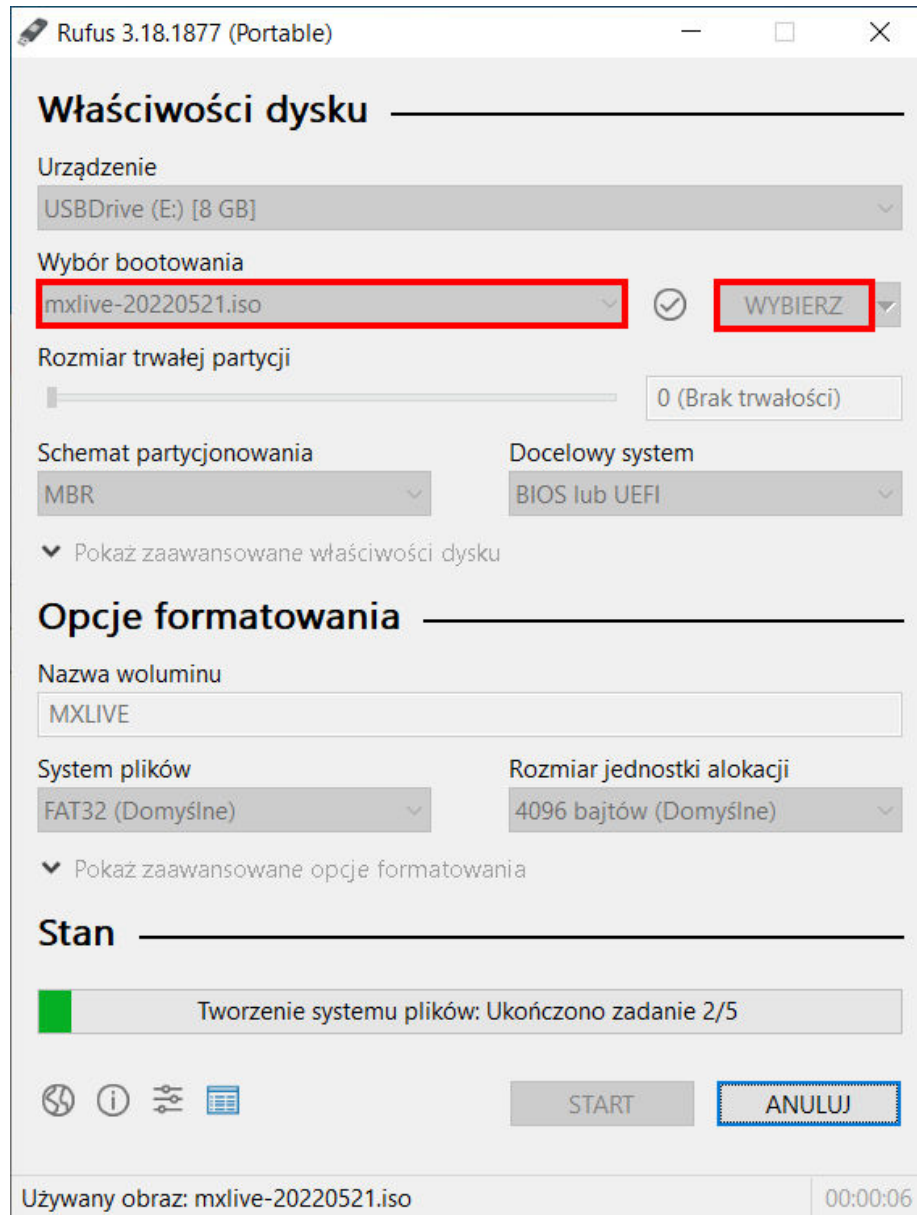 Rufus 3.18.1877 (Portable)
Właściwości dysku
Urządzenie
USBDrive (E:) [8 GB]
Wybór bootowania
mxlive-20220521.iso
WYBIERZ
Rozmiar trwałej partycji
0 (Brak trwałości)
Schemat partycjonowania
Docelowy system
MBR
BIOS lub UEFI
Pokaż zaawansowane właściwości dysku
Opcje formatowania
Nazwa woluminu
MXLIVE
System plików
Rozmiar jednostki alokacji
FAT32 (Domyślne)
4096 bajtów (Domyślne)
Pokaż zaawansowane opcje formatowania
Stan
Tworzenie systemu plików: Ukończono zadanie 2/5
START
ANULUJ
Używany obraz: mxlive-20220521.iso
00:00:06